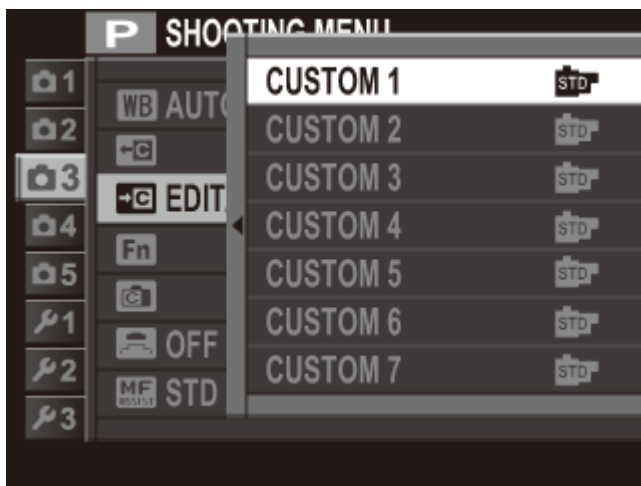 P SHOOTING MENU
1
2
3
4
5
1
2
3
WB AUTO
←C
→C EDIT
Fn
C
OFF
MF ASSIST STD
CUSTOM 1 STD
CUSTOM 2 STD
CUSTOM 3 STD
CUSTOM 4 STD
CUSTOM 5 STD
CUSTOM 6 STD
CUSTOM 7 STD